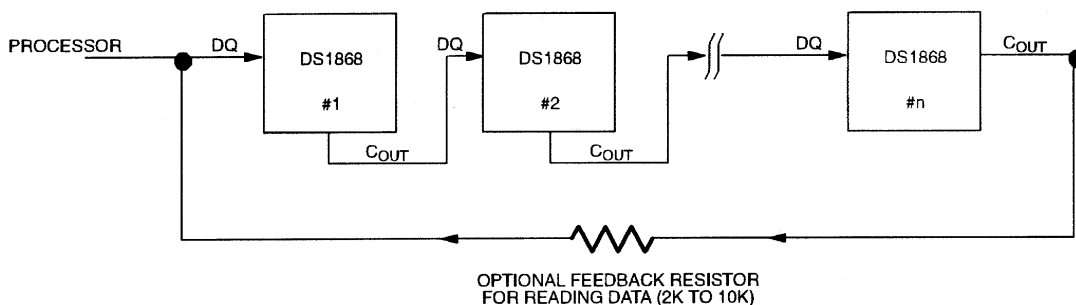 PROCESSOR
DQ
DS1868
#1
COUT
DQ
DS1868
#2
COUT
DQ
DS1868
#n
COUT
OPTIONAL FEEDBACK RESISTOR
FOR READING DATA (2K TO 10K)